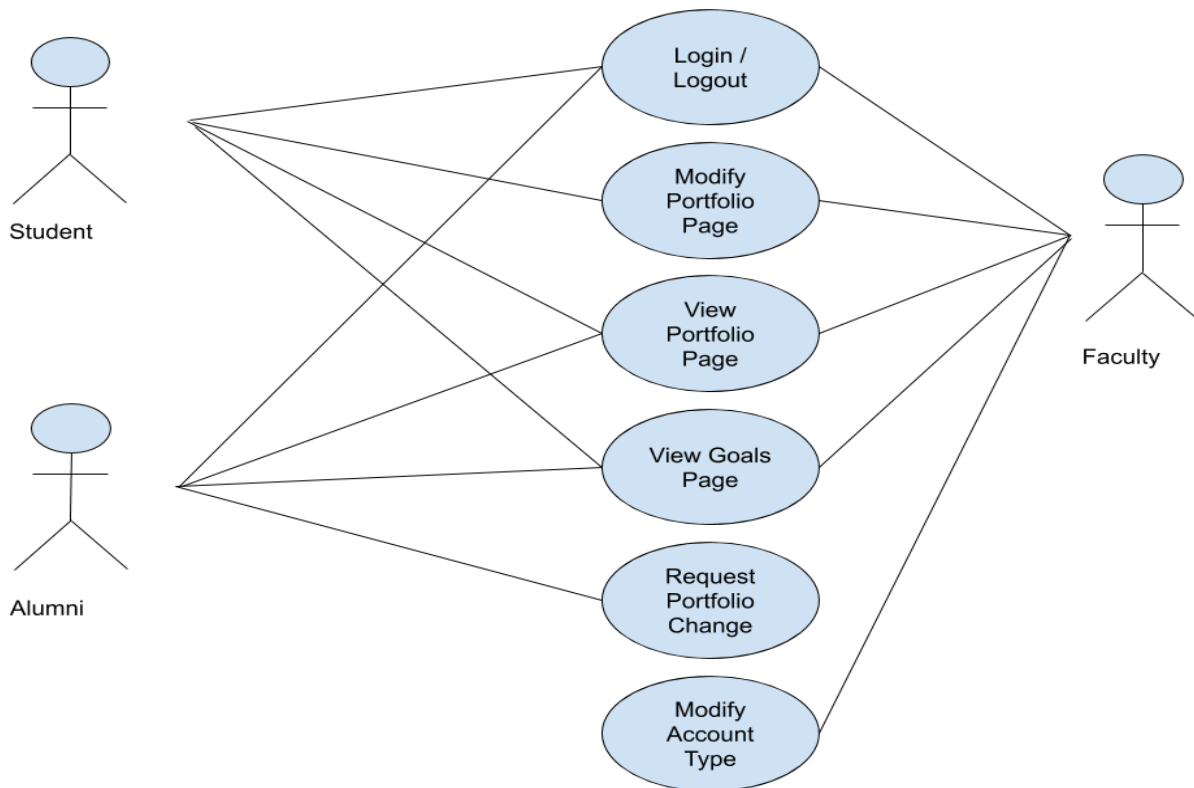 Login /
Logout
Modify
Portfolio
Page
Student
View
Portfolio
Page
Faculty
View Goals
Page
Request
Portfolio
Change
Alumni
Modify
Account
Type